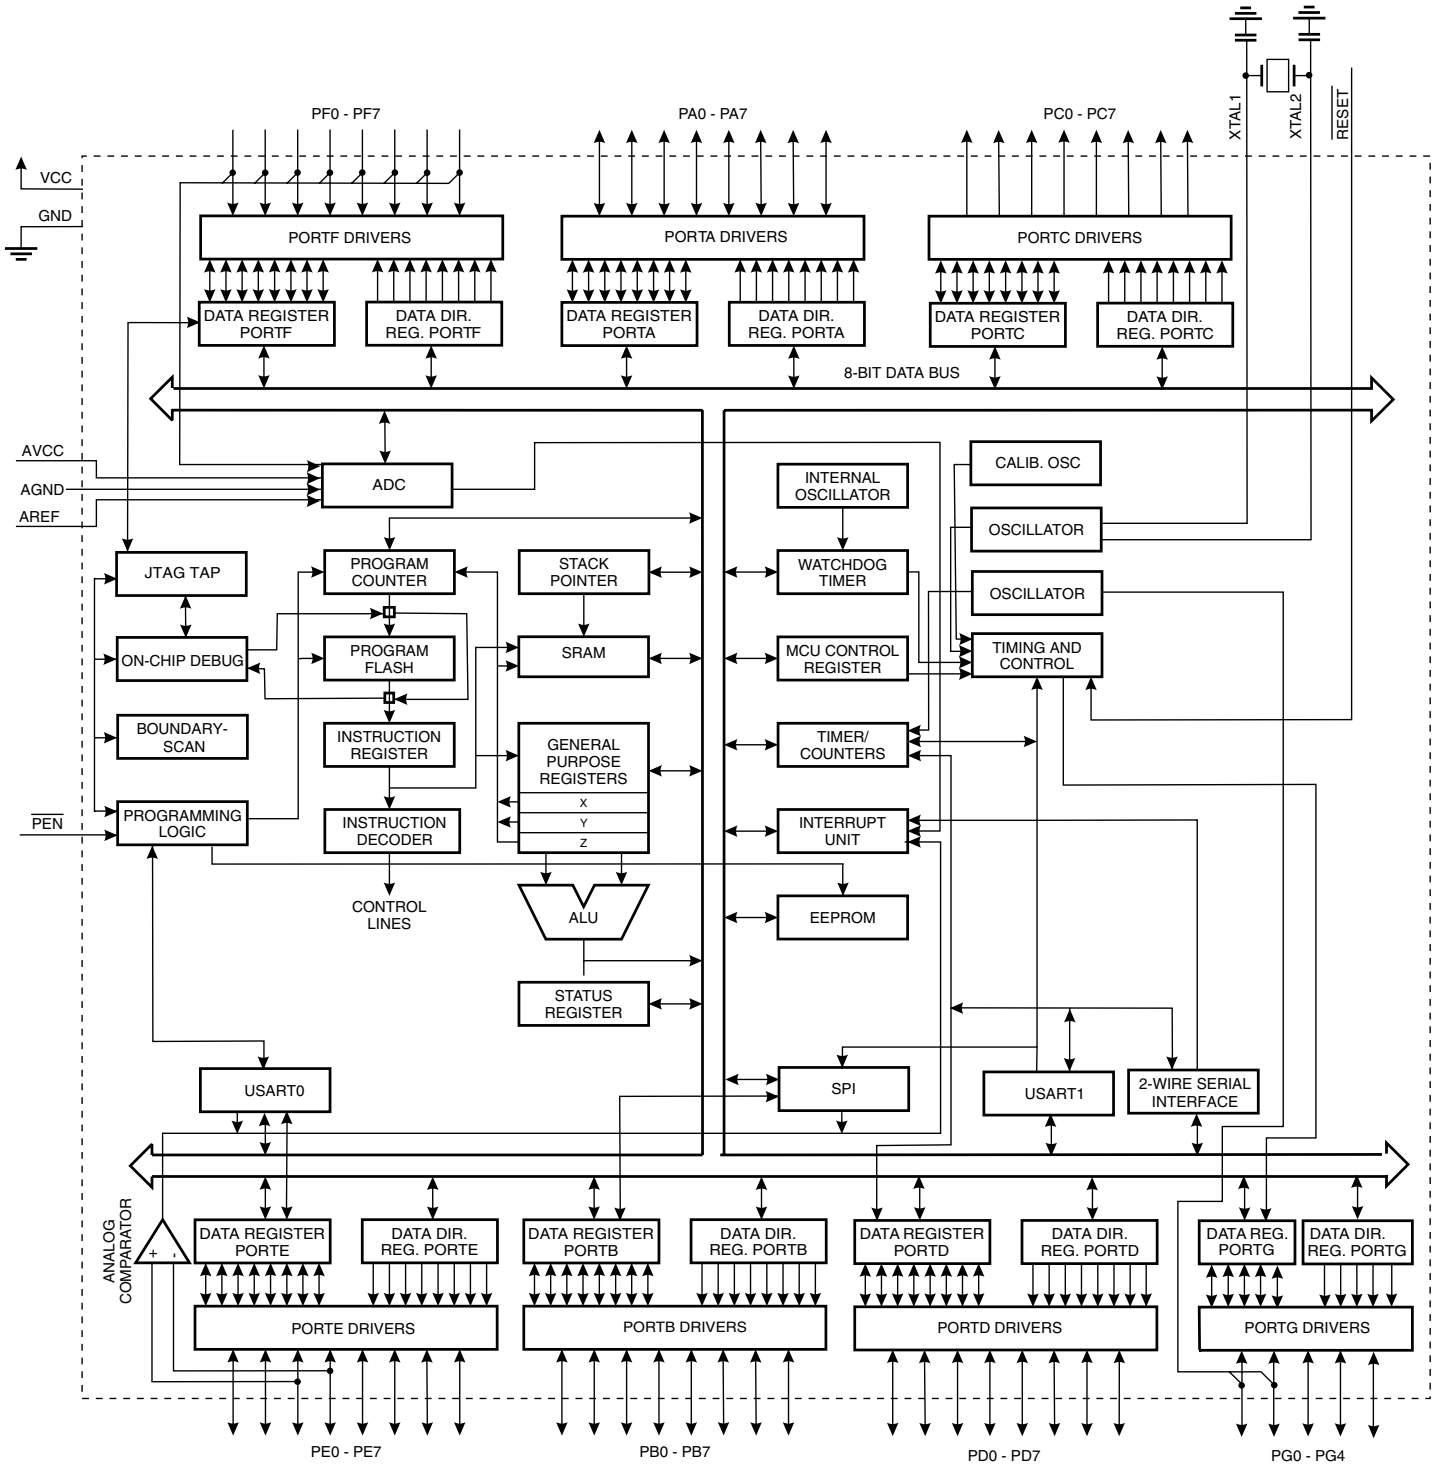 XTAL1
XTAL2
RESET
PF0 - PF7
PA0 - PA7
PC0 - PC7
VCC
GND
PORTF DRIVERS
PORTA DRIVERS
PORTC DRIVERS
DATA REGISTER
PORTF
DATA DIR.
REG. PORTF
DATA REGISTER
PORTA
DATA DIR.
REG. PORTA
DATA REGISTER
PORTC
DATA DIR.
REG. PORTC
8-BIT DATA BUS
AVCC
AGND
AREF
ADC
INTERNAL
OSCILLATOR
CALIB. OSC
OSCILLATOR
JTAG TAP
PROGRAM
COUNTER
STACK
POINTER
WATCHDOG
TIMER
OSCILLATOR
ON-CHIP DEBUG
PROGRAM
FLASH
SRAM
MCU CONTROL
REGISTER
TIMING AND
CONTROL
BOUNDARY-
SCAN
INSTRUCTION
REGISTER
GENERAL
PURPOSE
REGISTERS
X
Y
Z
TIMER/
COUNTERS
PEN
PROGRAMMING
LOGIC
INSTRUCTION
DECODER
INTERRUPT
UNIT
CONTROL
LINES
ALU
EEPROM
STATUS
REGISTER
USART0
SPI
USART1
2-WIRE SERIAL
INTERFACE
ANALOG
COMPARATOR
+
-
DATA REGISTER
PORTE
DATA DIR.
REG. PORTE
DATA REGISTER
PORTB
DATA DIR.
REG. PORTB
DATA REGISTER
PORTD
DATA DIR.
REG. PORTD
DATA REG.
PORTG
DATA DIR.
REG. PORTG
PORTE DRIVERS
PORTB DRIVERS
PORTD DRIVERS
PORTG DRIVERS
PE0 - PE7
PB0 - PB7
PD0 - PD7
PG0 - PG4